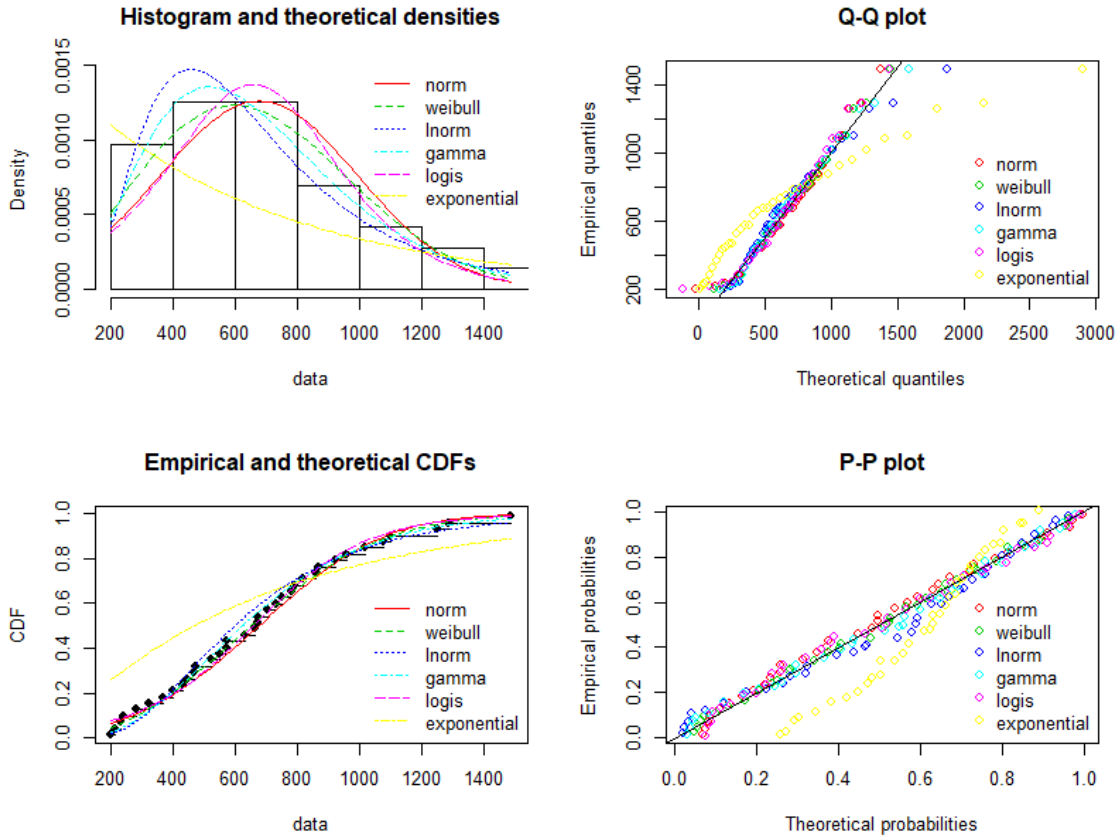 Histogram and theoretical densities
Density
0.0000 0.0005 0.0010 0.0015
norm
weibull
lnorm
gamma
logis
exponential
200 400 600 800 1000 1200 1400
data
Q-Q plot
Empirical quantiles
200 600 1000 1400
norm
weibull
lnorm
gamma
logis
exponential
0 500 1000 1500 2000 2500 3000
Theoretical quantiles
Empirical and theoretical CDFs
CDF
0.0 0.2 0.4 0.6 0.8 1.0
norm
weibull
lnorm
gamma
logis
exponential
200 400 600 800 1000 1200 1400
data
P-P plot
Empirical probabilities
0.0 0.2 0.4 0.6 0.8 1.0
norm
weibull
lnorm
gamma
logis
exponential
0.0 0.2 0.4 0.6 0.8 1.0
Theoretical probabilities